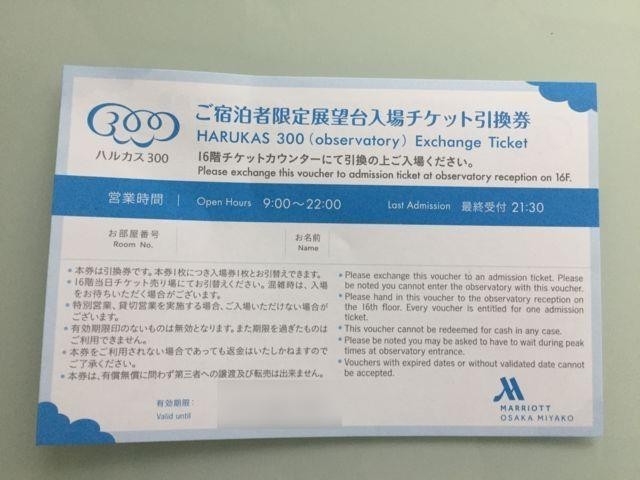 300
ハルカス300
ご宿泊者限定展望台入場チケット引換券
HARUKAS 300 (observatory) Exchange Ticket
16階チケットカウンターにて引換の上ご入場ください。
Please exchange this voucher to admission ticket at observatory reception on 16F.
営業時間 | Open Hours 9:00～22:00 Last Admission 最終受付 21:30
お部屋番号
Room No.
お名前
Name
• 本券は引換券です。本券1枚につき入場券1枚とお引替えできます。
• 16階当日チケット売り場にてお引替えください。混雑時は、入場
をお待ちいただく場合がございます。
• 特別営業、貸切営業を実施する場合、ご入場いただけない場合が
ございます。
• 有効期限印のないものは無効となります。また期限を過ぎたものは
ご利用できません。
• 本券をご利用されない場合であっても返金はいたしかねますので
ご了承ください。
• 本券は、有償無償に問わず第三者への譲渡及び転売は出来ません。
• Please exchange this voucher to an admission ticket. Please
be noted you cannot enter the observatory with this voucher.
• Please hand in this voucher to the observatory reception on
the 16th floor. Every voucher is entitled for one admission
ticket.
• This voucher cannot be redeemed for cash in any case.
• Please be noted you may be asked to have to wait during peak
times at observatory entrance.
• Vouchers with expired dates or without validated date cannot
be accepted.
有効期限:
Valid until
MARRIOTT
OSAKA MIYAKO